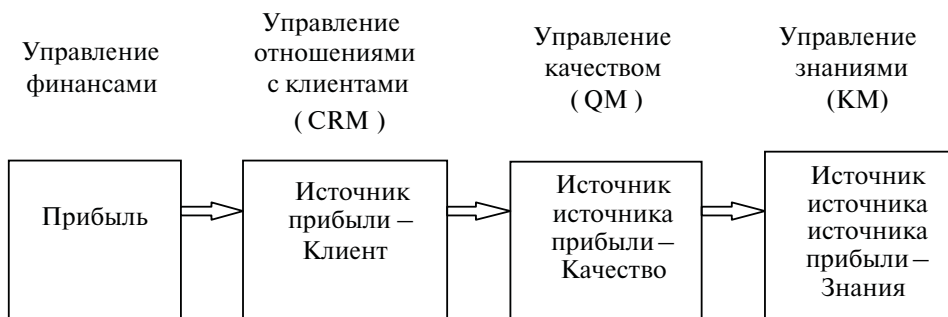 Управление
финансами
Управление
отношениями
с клиентами
( CRM )
Управление
качеством
( QM )
Управление
знаниями
(KM)
Прибыль
Источник
прибыли –
Клиент
Источник
источника
прибыли –
Качество
Источник
источника
источника
прибыли –
Знания